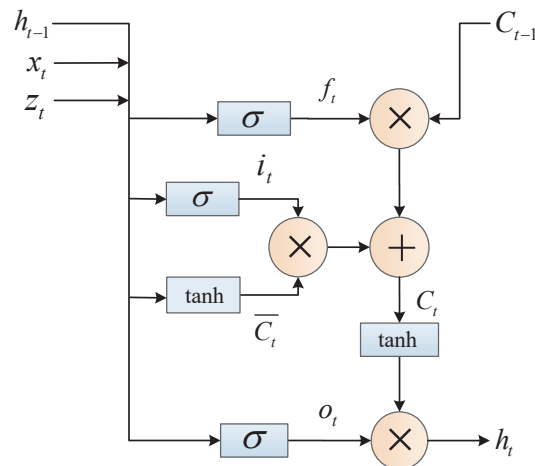 h_{t-1}
C_{t-1}
x_t
z_t
f_t
σ
×
i_t
σ
×
+
tanh
\overline{C_t}
C_t
tanh
o_t
σ
×
h_t